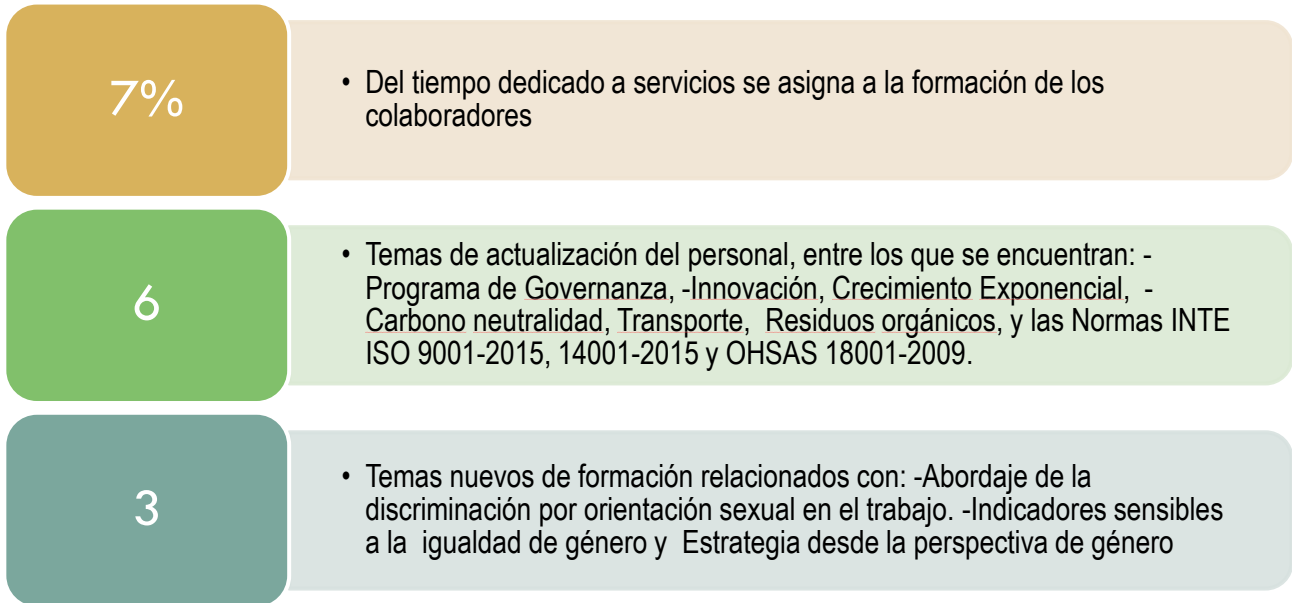 7%
• Del tiempo dedicado a servicios se asigna a la formación de los
colaboradores
6
• Temas de actualización del personal, entre los que se encuentran: -
Programa de Governanza, -Innovación, Crecimiento Exponencial, -
Carbono neutralidad, Transporte, Residuos orgánicos, y las Normas INTE
ISO 9001-2015, 14001-2015 y OHSAS 18001-2009.
3
• Temas nuevos de formación relacionados con: -Abordaje de la
discriminación por orientación sexual en el trabajo. -Indicadores sensibles
a la igualdad de género y Estrategia desde la perspectiva de género